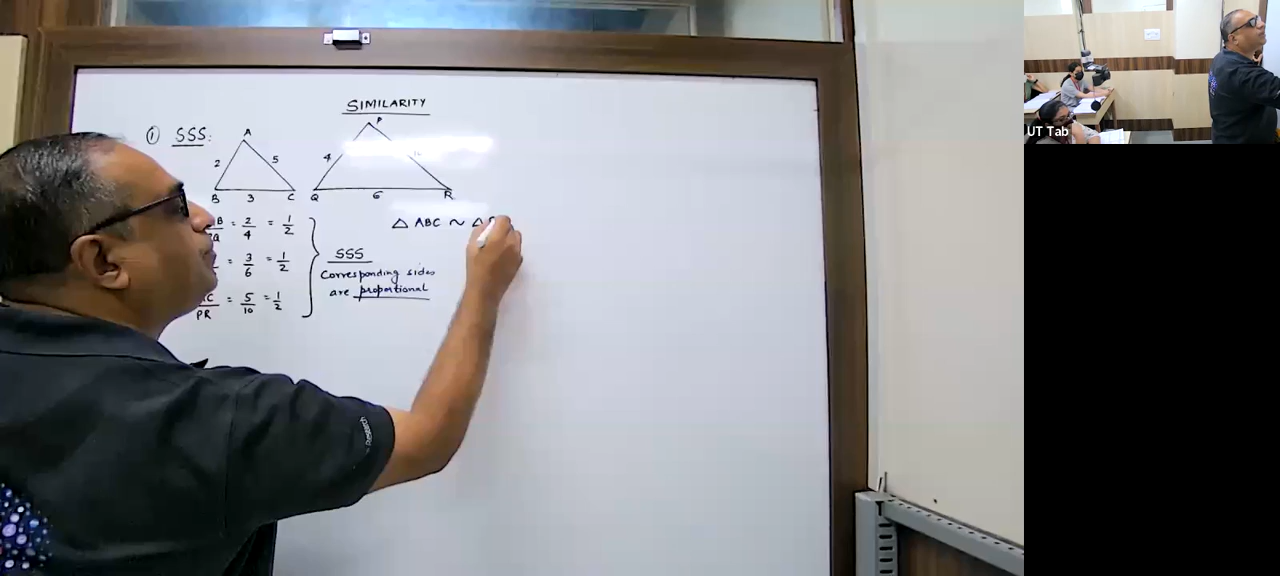 SIMILARITY
① SSS:
A
2 5
B 3 C
P
4
Q 6 R
= 2/4 = 1/2
= 3/6 = 1/2
PR = 5/10 = 1/2
SSS
Corresponding sides
are proportional
△ ABC ~ △
UT Tab